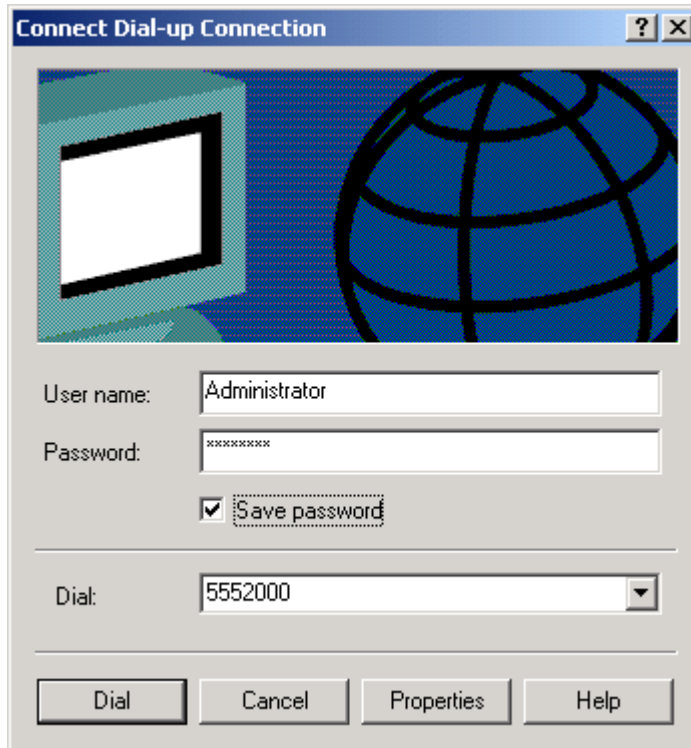 Connect Dial-up Connection
User name: Administrator
Password: ********
Save password
Dial: 5552000
Dial Cancel Properties Help